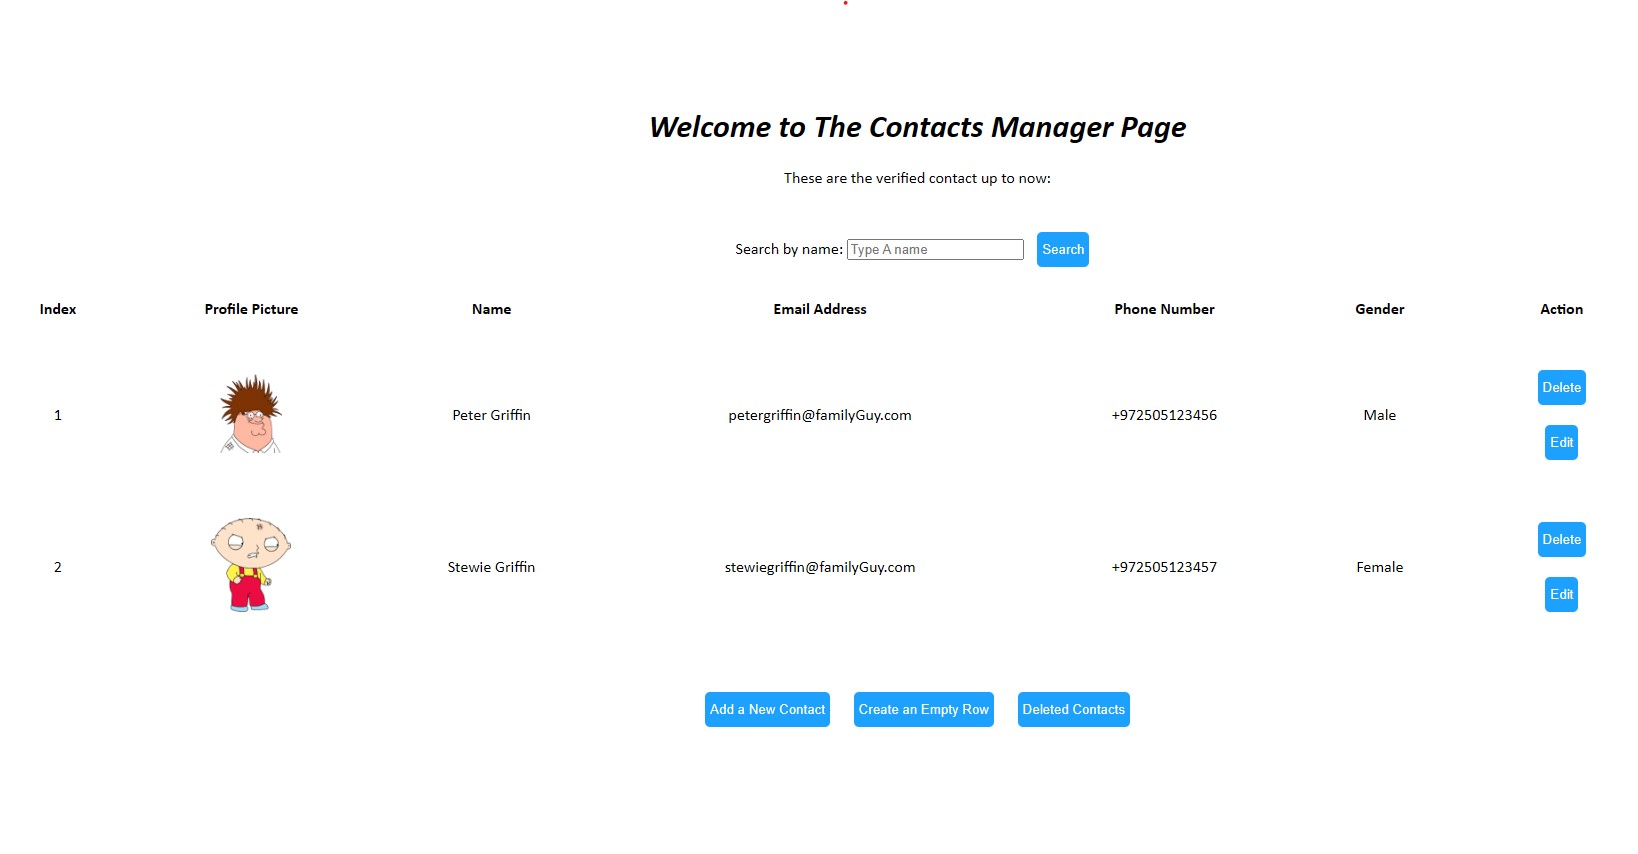 Welcome to The Contacts Manager Page
These are the verified contact up to now:
Search by name: Type A name Search
Index Profile Picture Name Email Address Phone Number Gender Action
Delete
1 Peter Griffin petergriffin@familyGuy.com +972505123456 Male
Edit
Delete
2 Stewie Griffin stewiegriffin@familyGuy.com +972505123457 Female
Edit
Add a New Contact Create an Empty Row Deleted Contacts